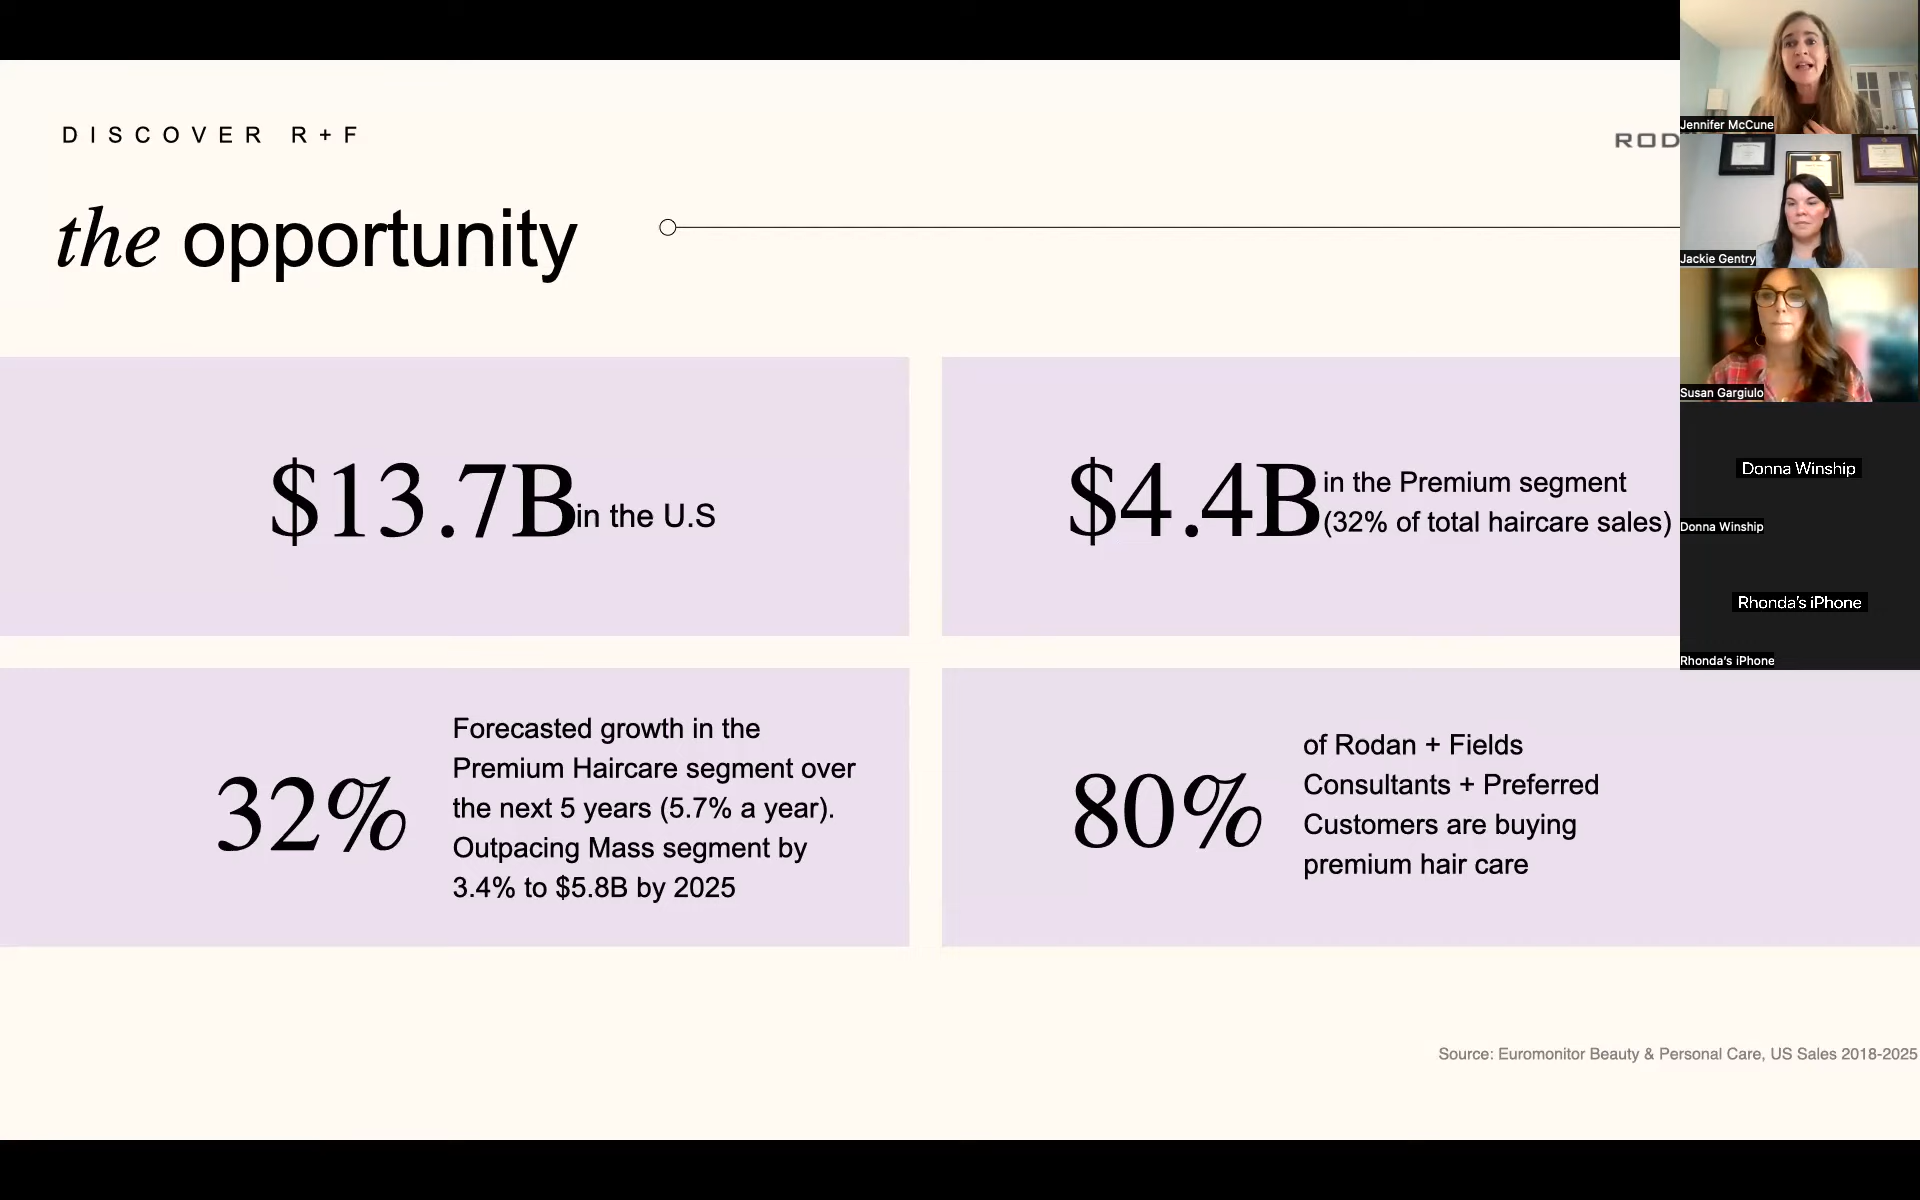 DISCOVER R+F
ROD
the opportunity
$13.7B in the U.S
$4.4B in the Premium segment
(32% of total haircare sales)
32%
Forecasted growth in the
Premium Haircare segment over
the next 5 years (5.7% a year).
Outpacing Mass segment by
3.4% to $5.8B by 2025
80%
of Rodan + Fields
Consultants + Preferred
Customers are buying
premium hair care
Source: Euromonitor Beauty & Personal Care, US Sales 2018-2025
Jennifer McCune
Jackie Gentry
Susan Gargiulo
Donna Winship
Donna Winship
Rhonda's iPhone
Rhonda's iPhone